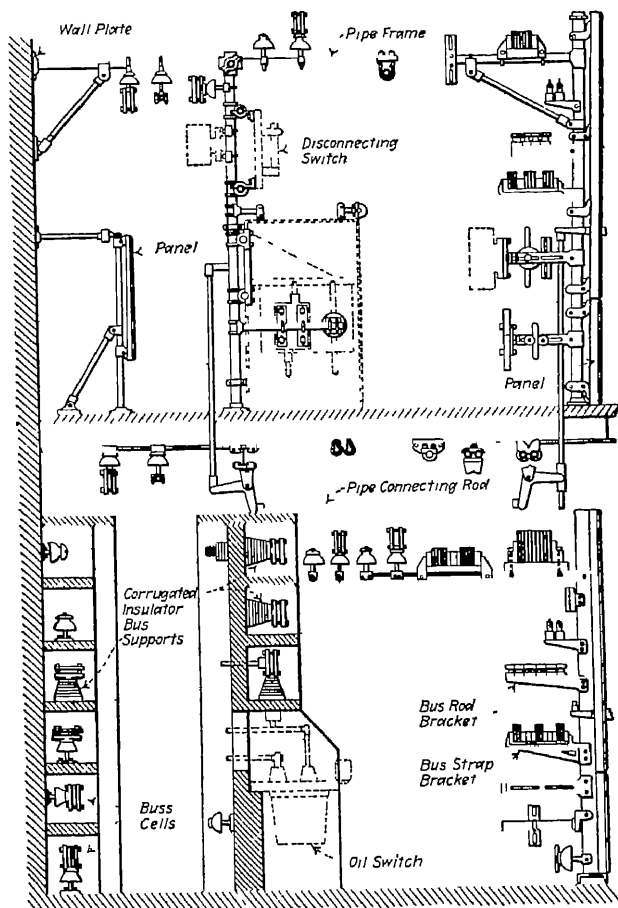 Wall Plate
Pipe Frame
Disconnecting
Switch
Panel
Panel
Pipe Connecting Rod
Corrugated
Insulator
Bus
Supports
Bus Rod
Bracket
Bus Strap
Bracket
Buss
Cells
Oil Switch